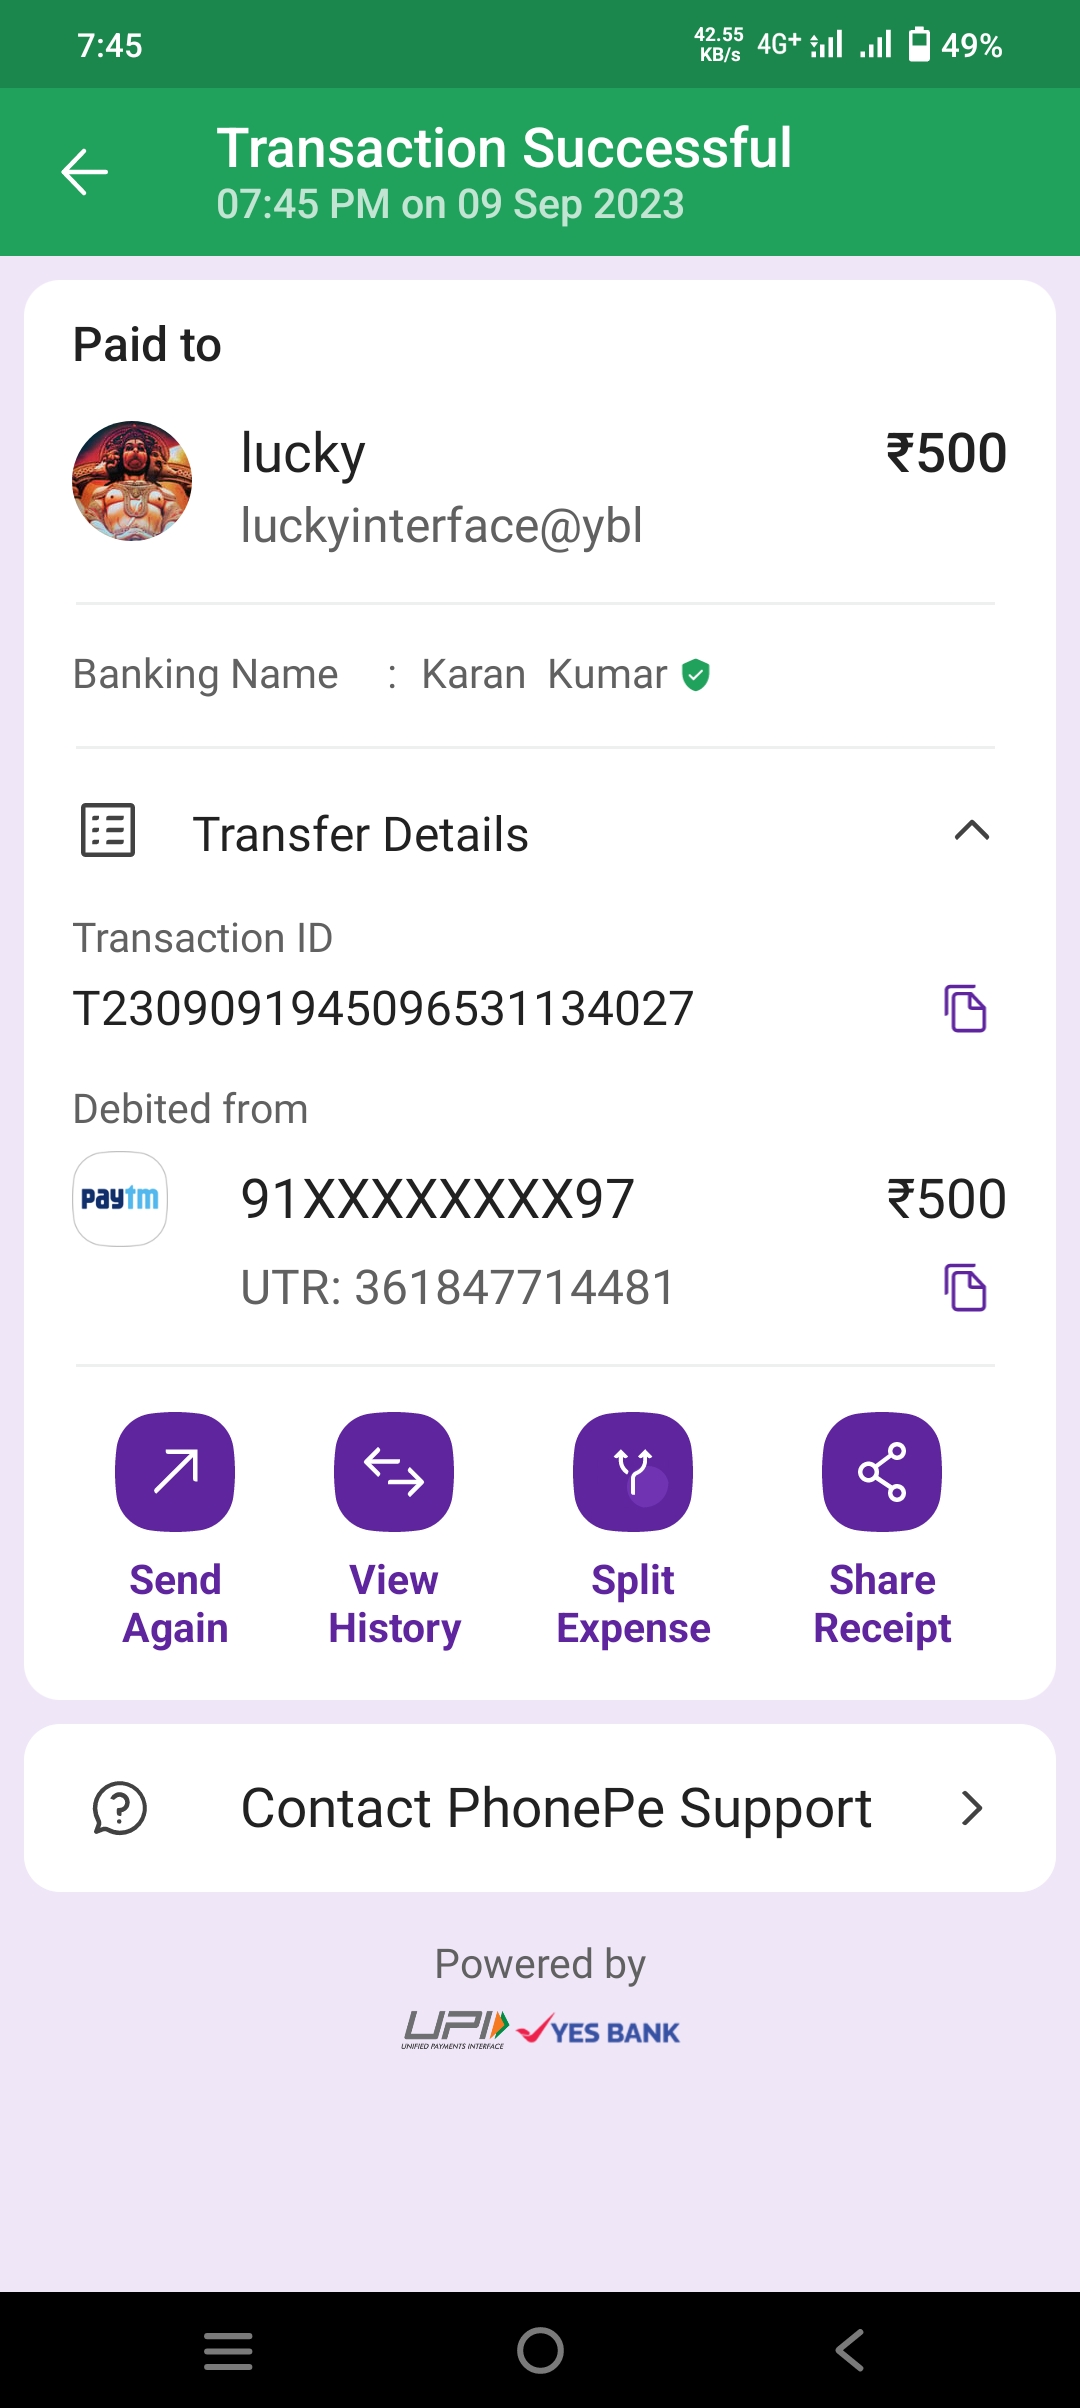 7:45
42.55
KB/s
4G+
49%
Transaction Successful
07:45 PM on 09 Sep 2023
Paid to
lucky
₹500
luckyinterface@ybl
Banking Name : Karan Kumar
Transfer Details
Transaction ID
T2309091945096531134027
Debited from
paytm
91XXXXXXXX97
₹500
UTR: 361847714481
Send
Again
View
History
Split
Expense
Share
Receipt
Contact PhonePe Support
Powered by
UPI
UNIFIED PAYMENTS INTERFACE
YES BANK